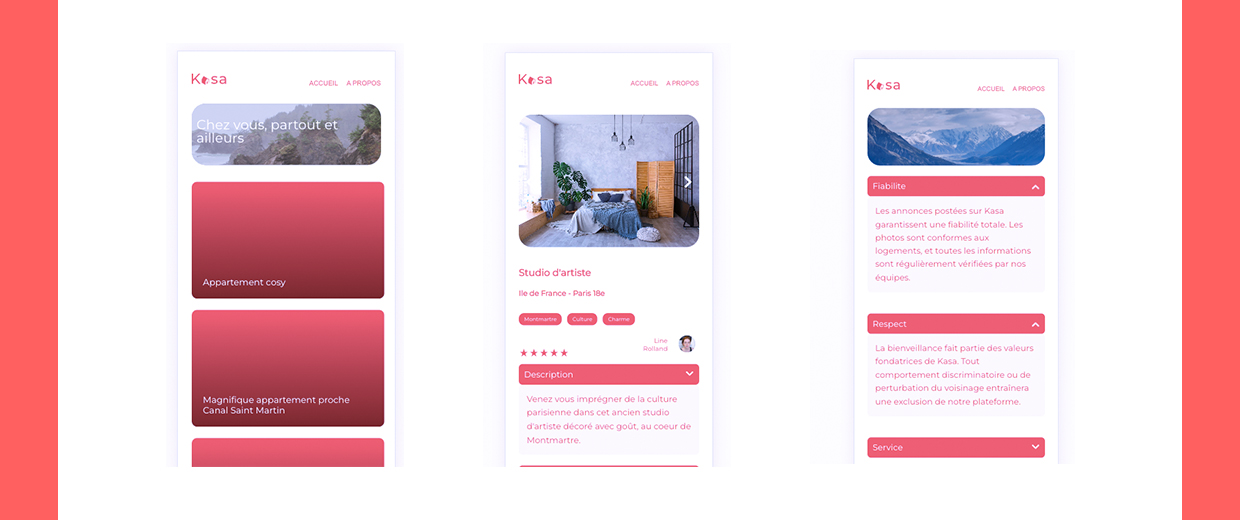 Kasa
ACCUEIL A PROPOS
Chez vous, partout et
ailleurs
Appartement cosy
Magnifique appartement proche
Canal Saint Martin
Kasa
ACCUEIL A PROPOS
Studio d'artiste
Ile de France - Paris 18e
Montmartre Culture Charme
Line
Rolland
Description
Venez vous imprégner de la culture
parisienne dans cet ancien studio
d'artiste décoré avec goût, au coeur de
Montmartre.
Kasa
ACCUEIL A PROPOS
Fiabilite
Les annonces postées sur Kasa
garantissent une fiabilité totale. Les
photos sont conformes aux
logements, et toutes les informations
sont régulièrement vérifiées par nos
équipes.
Respect
La bienveillance fait partie des valeurs
fondatrices de Kasa. Tout
comportement discriminatoire ou de
perturbation du voisinage entraînera
une exclusion de notre plateforme.
Service